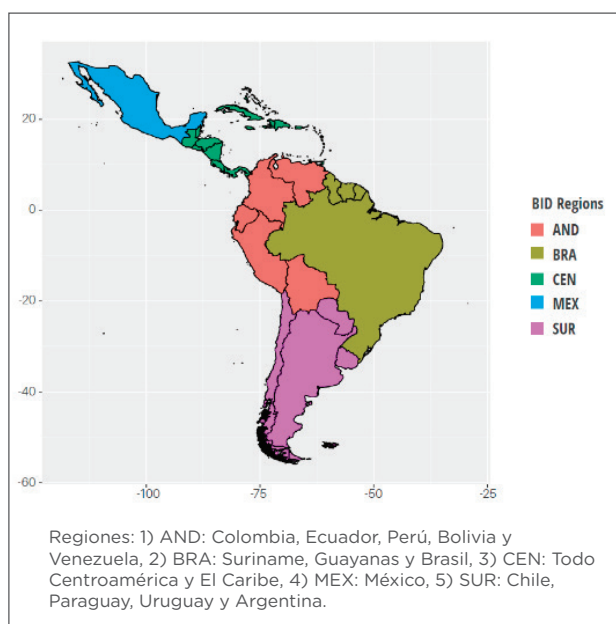 20
0
-20
-40
-60
-100
-75
-50
-25
BID Regions
AND
BRA
CEN
MEX
SUR
Regiones: 1) AND: Colombia, Ecuador, Perú, Bolivia y
Venezuela, 2) BRA: Suriname, Guayanas y Brasil, 3) CEN: Todo
Centroamérica y El Caribe, 4) MEX: México, 5) SUR: Chile,
Paraguay, Uruguay y Argentina.